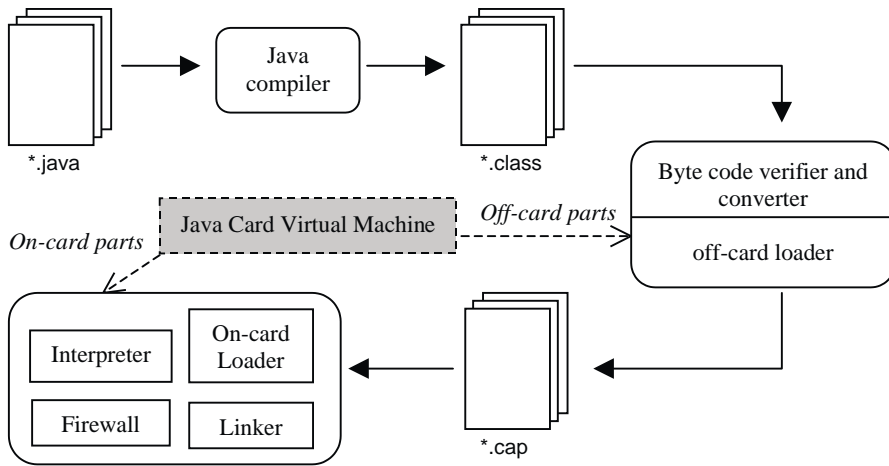 Java
compiler
*.java
*.class
Byte code verifier and
converter
off-card loader
Java Card Virtual Machine
Off-card parts
On-card parts
Interpreter
On-card
Loader
Firewall
Linker
*.cap